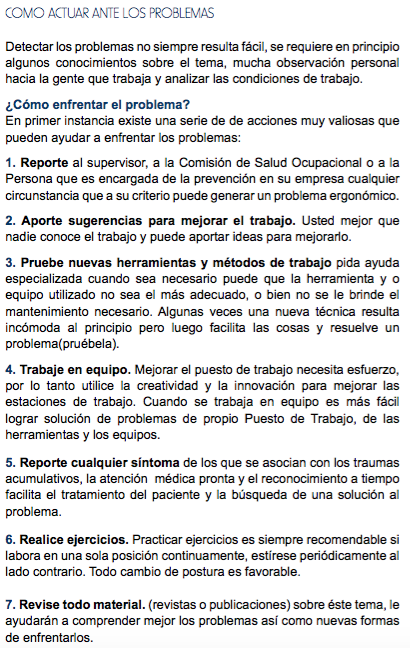 COMO ACTUAR ANTE LOS PROBLEMAS
Detectar los problemas no siempre resulta fácil, se requiere en principio
algunos conocimientos sobre el tema, mucha observación personal
hacia la gente que trabaja y analizar las condiciones de trabajo.
¿Cómo enfrentar el problema?
En primer instancia existe una serie de de acciones muy valiosas que
pueden ayudar a enfrentar los problemas:
1. Reporte al supervisor, a la Comisión de Salud Ocupacional o a la
Persona que es encargada de la prevención en su empresa cualquier
circunstancia que a su criterio puede generar un problema ergonómico.
2. Aporte sugerencias para mejorar el trabajo. Usted mejor que
nadie conoce el trabajo y puede aportar ideas para mejorarlo.
3. Pruebe nuevas herramientas y métodos de trabajo pida ayuda
especializada cuando sea necesario puede que la herramienta y o
equipo utilizado no sea el más adecuado, o bien no se le brinde el
mantenimiento necesario. Algunas veces una nueva técnica resulta
incómoda al principio pero luego facilita las cosas y resuelve un
problema(pruébela).
4. Trabaje en equipo. Mejorar el puesto de trabajo necesita esfuerzo,
por lo tanto utilice la creatividad y la innovación para mejorar las
estaciones de trabajo. Cuando se trabaja en equipo es más fácil
lograr solución de problemas de propio Puesto de Trabajo, de las
herramientas y los equipos.
5. Reporte cualquier síntoma de los que se asocian con los traumas
acumulativos, la atención médica pronta y el reconocimiento a tiempo
facilita el tratamiento del paciente y la búsqueda de una solución al
problema.
6. Realice ejercicios. Practicar ejercicios es siempre recomendable si
labora en una sola posición continuamente, estírese periódicamente al
lado contrario. Todo cambio de postura es favorable.
7. Revise todo material. (revistas o publicaciones) sobre éste tema, le
ayudarán a comprender mejor los problemas así como nuevas formas
de enfrentarlos.